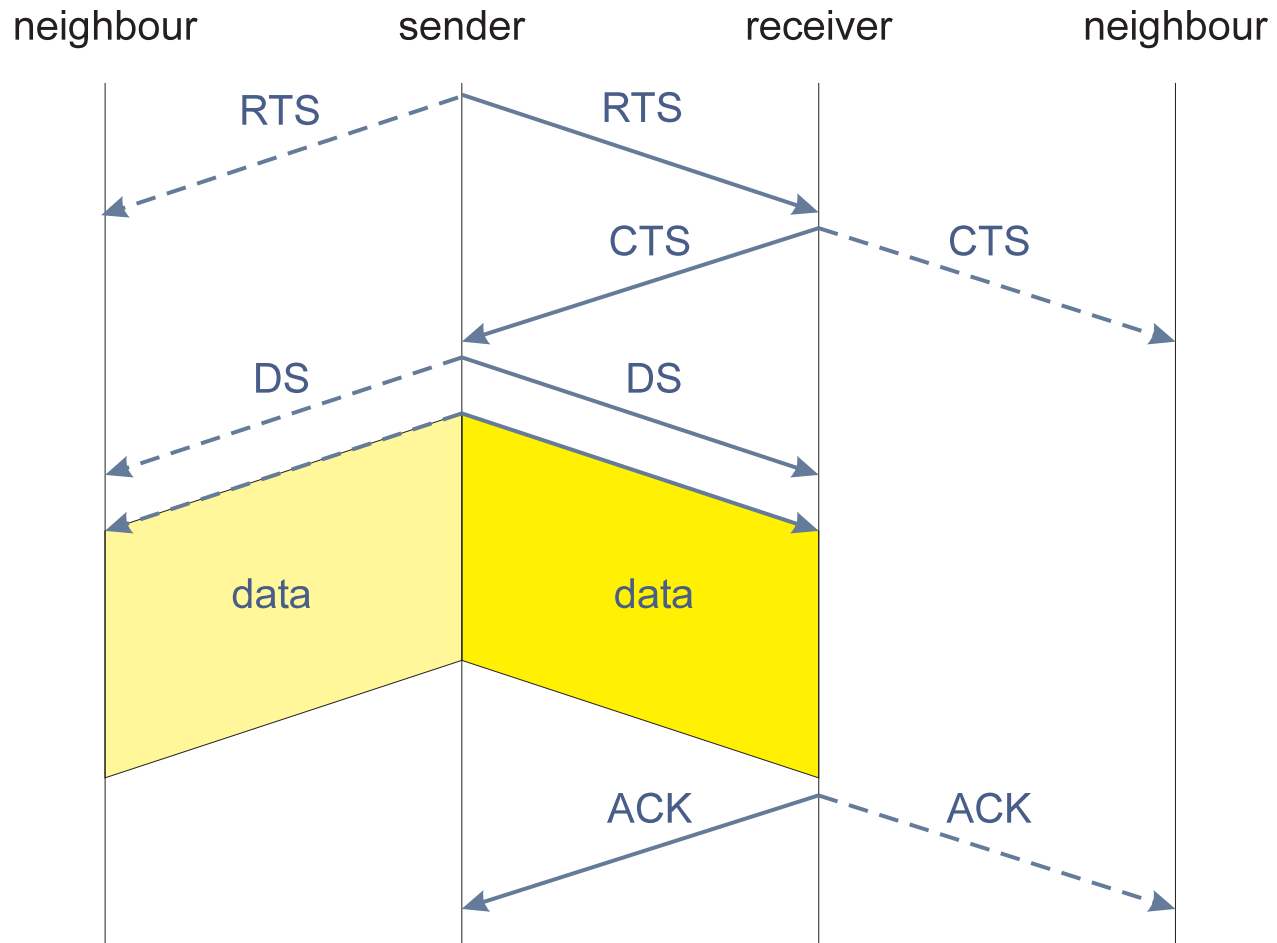 neighbour sender receiver neighbour
RTS RTS
CTS CTS
DS DS
data data
ACK ACK